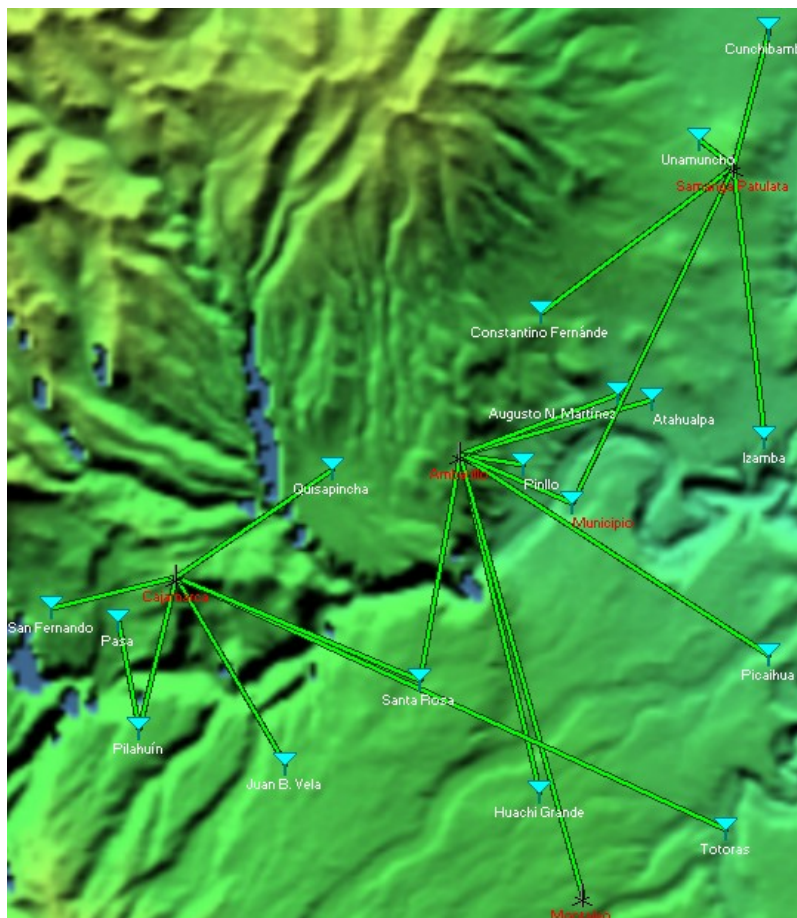 Cunchibamb
Unamuncho
Samanga Patulata
Constantino Fernánde
Augusto N. Martínez
Atahualpa
Izamba
Quisapincha
Pinllo
Municipio
San Fernando
Pasa
Picaihua
Santa Rosa
Pilahuín
Juan B. Vela
Huachi Grande
Totoras